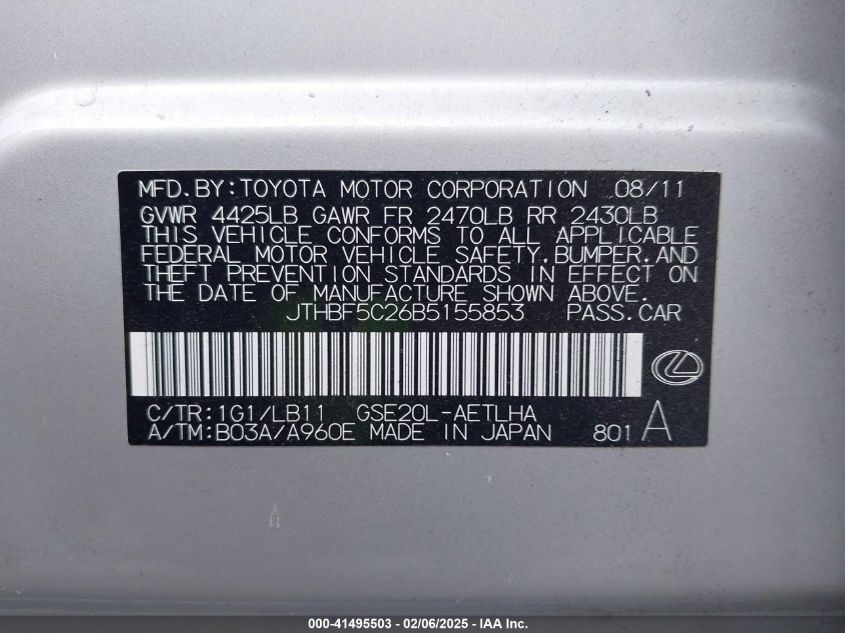 MFD.BY:TOYOTA MOTOR CORPORATION 08/11
GVWR 4425LB GAWR FR 2470LB RR 2430LB
THIS VEHICLE CONFORMS TO ALL APPLICABLE
FEDERAL MOTOR VEHICLE SAFETY,BUMPER,AND
THEFT PREVENTION STANDARDS IN EFFECT ON
THE DATE OF MANUFACTURE SHOWN ABOVE.
JTHBF5C26B5155853 PASS.CAR
C/TR:1G1/LB11 GSE20L-AETLHA
A/TM:B03A/A960E MADE IN JAPAN 801 A
000-41495503 - 02/06/2025 - IAA Inc.